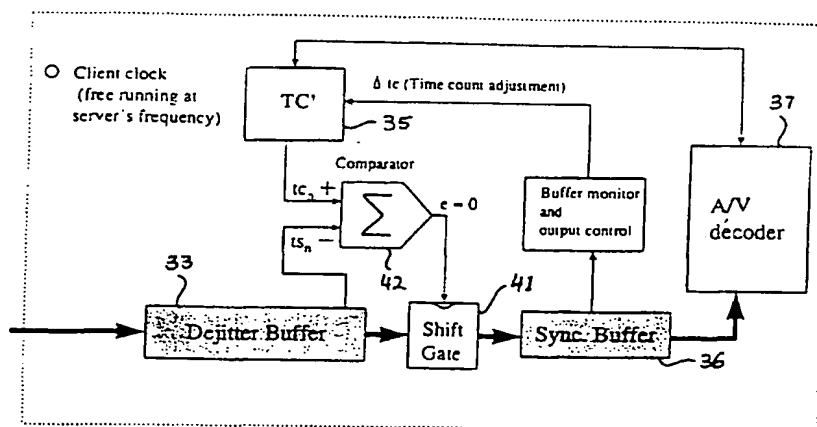 Client clock
(free running at
server's frequency)
TC'
35
Δ tc (Time count adjustment)
37
Comparator
tc₂ +
ts_n −
Σ
e = 0
42
Buffer monitor
and
output control
A/V
décoder
33
Dejitter Buffer
41
Shift
Gate
Sync. Buffer
36